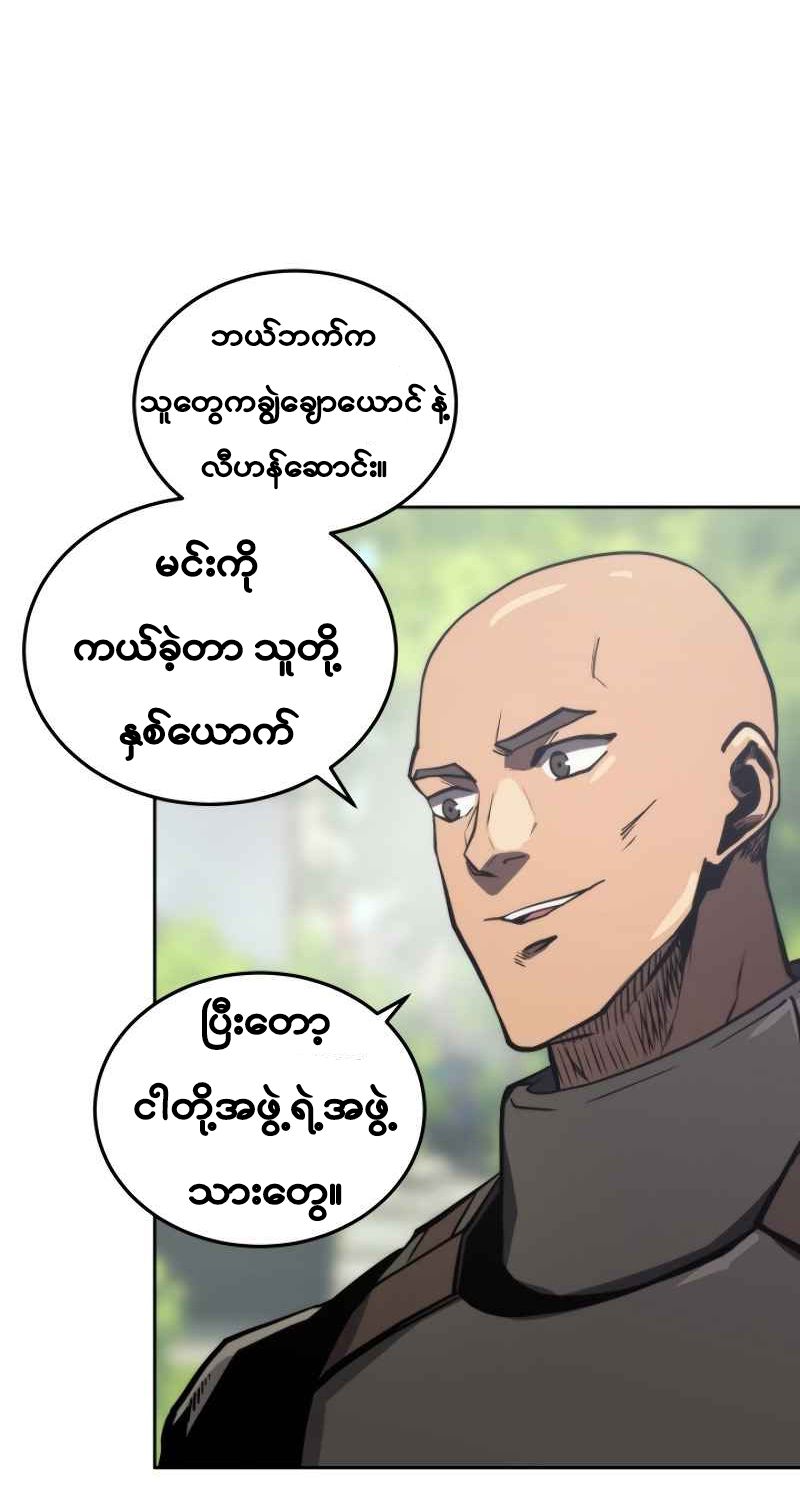 ဘယ်ဘက်က
သူတွေကချွဲချောယောင် နဲ့
လီဟန်ဆောင်း။
မင်းကို
ကယ်ခဲ့တာ သူတို့
နှစ်ယောက်
ပြီးတော့
ငါတို့အဖွဲ့ရဲ့အဖွဲ့
သားတွေ။